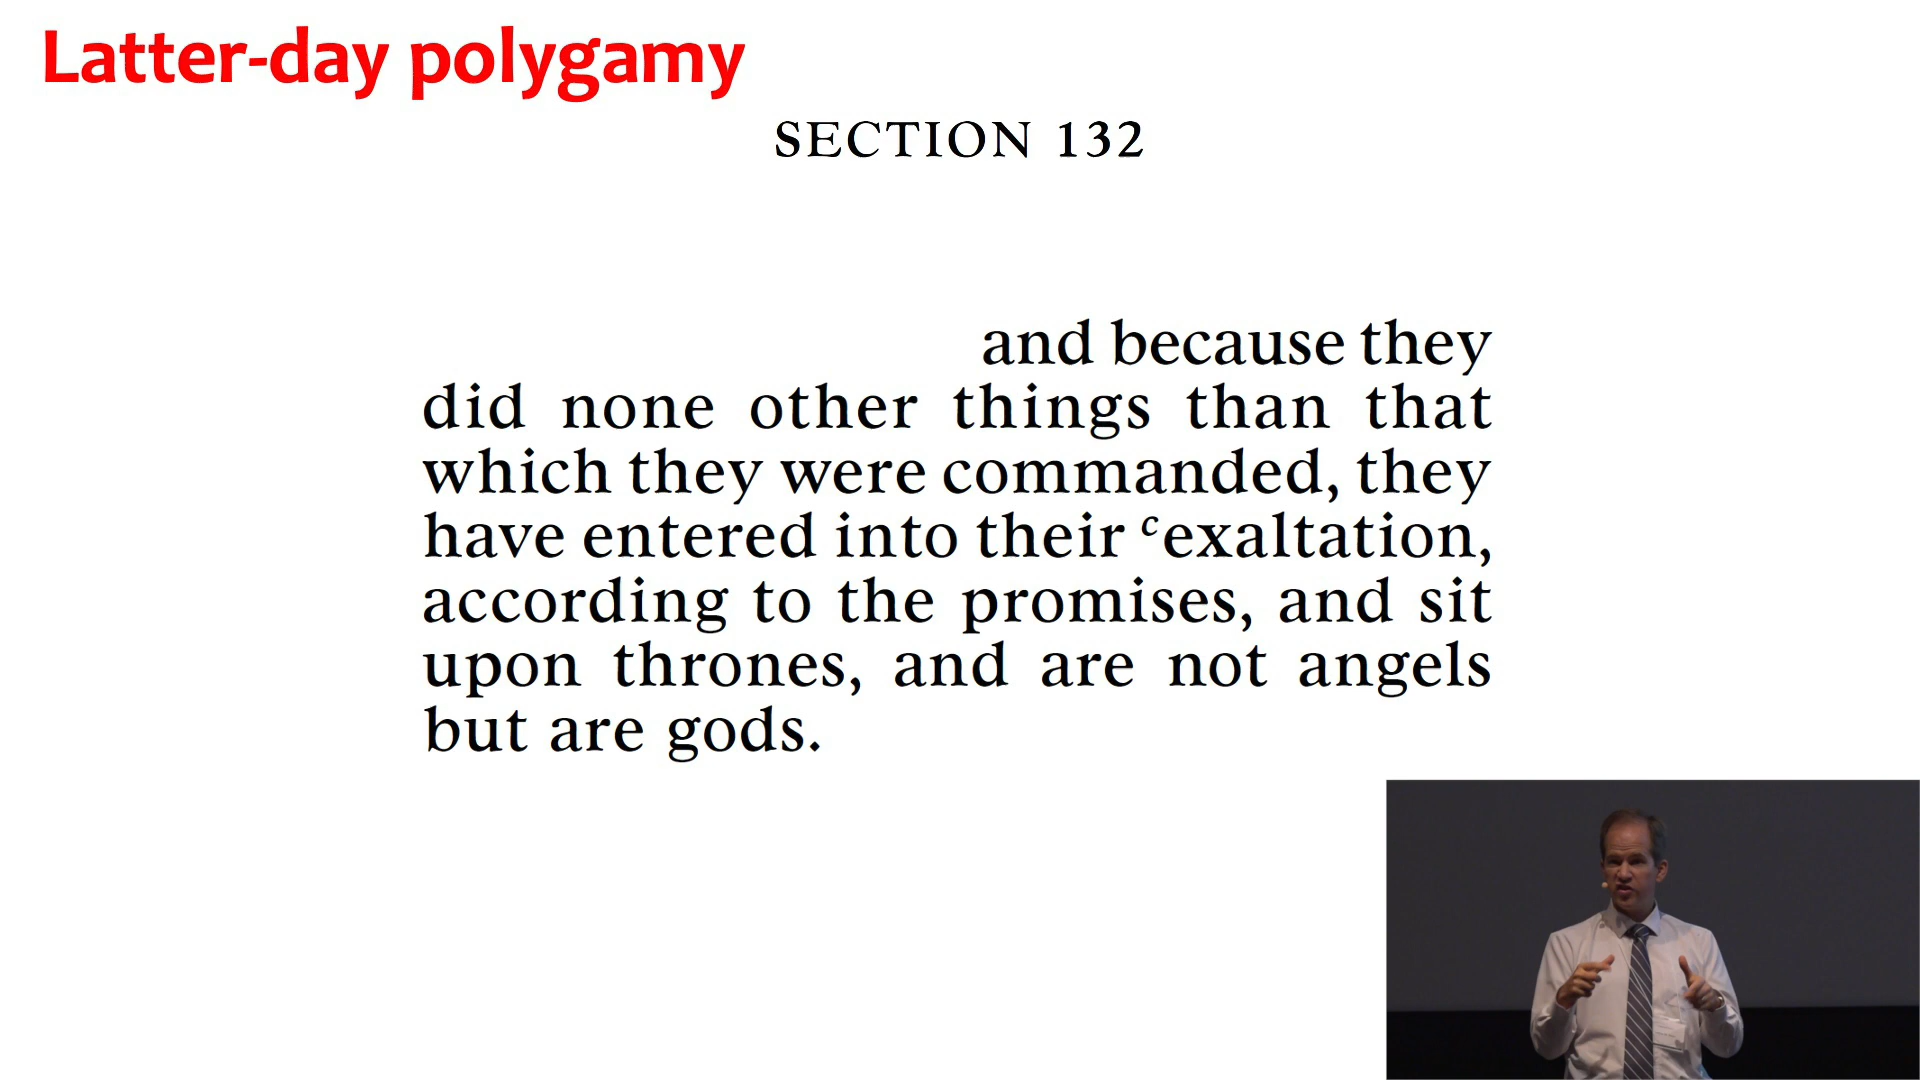 Latter-day polygamy
SECTION 132
and because they
did none other things than that
which they were commanded, they
have entered into their cexaltation,
according to the promises, and sit
upon thrones, and are not angels
but are gods.